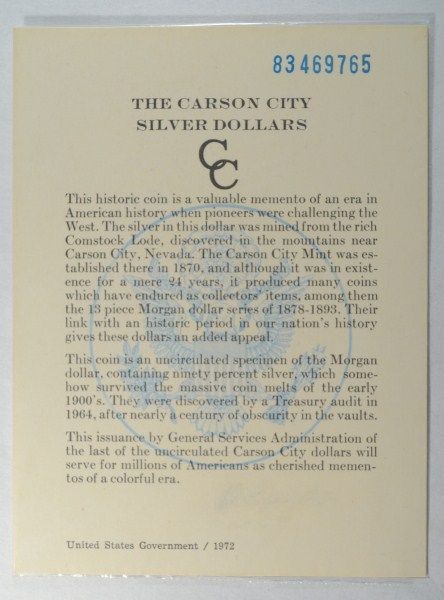 83469765
THE CARSON CITY
SILVER DOLLARS
CC
This historic coin is a valuable memento of an era in
American history when pioneers were challenging the
West. The silver in this dollar was mined from the rich
Comstock Lode, discovered in the mountains near
Carson City, Nevada. The Carson City Mint was es-
tablished there in 1870, and although it was in exist-
ence for a mere 24 years, it produced many coins
which have endured as collectors' items, among them
the 13 piece Morgan dollar series of 1878-1893. Their
link with an historic period in our nation's history
gives these dollars an added appeal.
This coin is an uncirculated specimen of the Morgan
dollar, containing ninety percent silver, which some-
how survived the massive coin melts of the early
1900's. They were discovered by a Treasury audit in
1964, after nearly a century of obscurity in the vaults.
This issuance by General Services Administration of
the last of the uncirculated Carson City dollars will
serve for millions of Americans as cherished memen-
tos of a colorful era.
United States Government / 1972